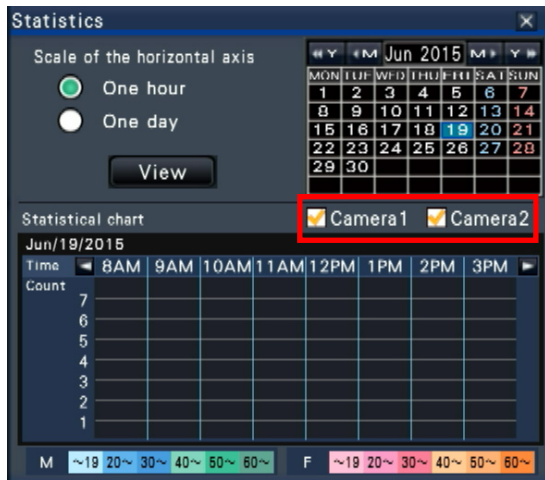 Statistics
Scale of the horizontal axis
One hour
One day
View
◄◄Y ◄M Jun 2015 M► Y►►
MON TUE WED THU FRI SAT SUN
1 2 3 4 5 6 7
8 9 10 11 12 13 14
15 16 17 18 19 20 21
22 23 24 25 26 27 28
29 30
Statistical chart
Camera1 Camera2
Jun/19/2015
Time 8AM 9AM 10AM 11AM 12PM 1PM 2PM 3PM
Count
7
6
5
4
3
2
1
M ~19 20~ 30~ 40~ 50~ 60~ F ~19 20~ 30~ 40~ 50~ 60~